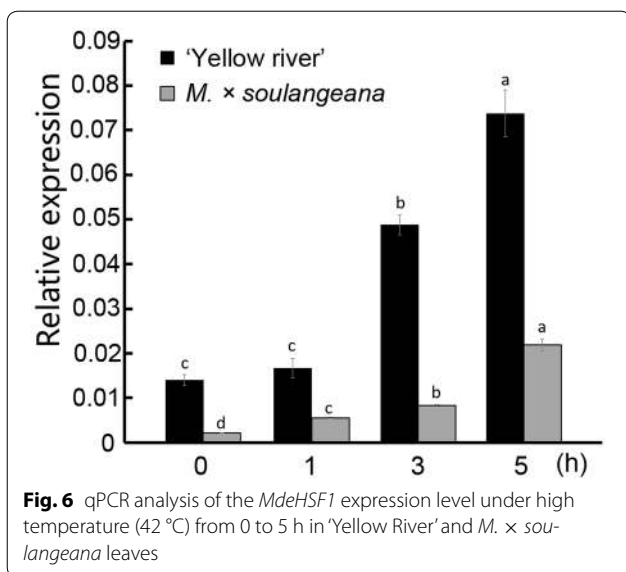 0.09
0.08
0.07
0.06
0.05
0.04
0.03
0.02
0.01
0
Relative expression
'Yellow river'
M. × soulangeana
c
d
c
c
b
b
a
a
0 1 3 5 (h)
Fig. 6 qPCR analysis of the MdeHSF1 expression level under high
temperature (42 °C) from 0 to 5 h in 'Yellow River' and M. × sou-
langeana leaves